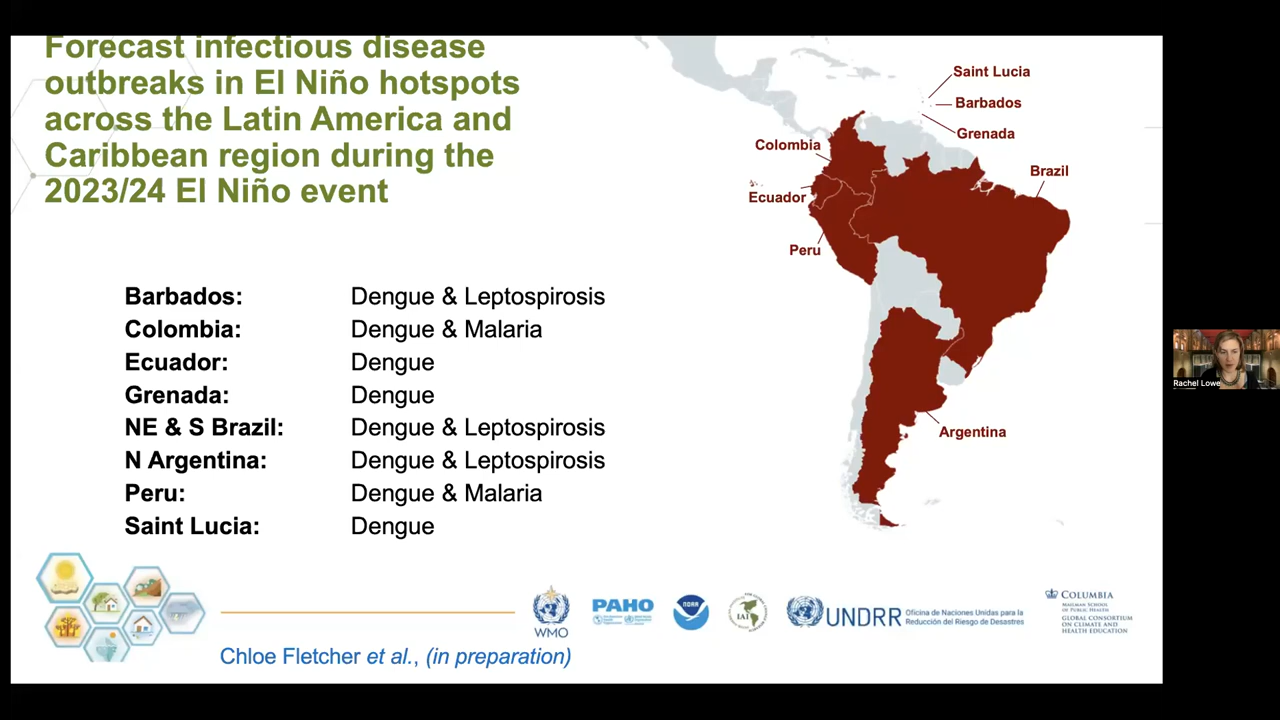 Forecast infectious disease
outbreaks in El Niño hotspots
across the Latin America and
Caribbean region during the
2023/24 El Niño event
Saint Lucia
Barbados
Grenada
Colombia
Brazil
Ecuador
Peru
Argentina
Barbados: Dengue & Leptospirosis
Colombia: Dengue & Malaria
Ecuador: Dengue
Grenada: Dengue
NE & S Brazil: Dengue & Leptospirosis
N Argentina: Dengue & Leptospirosis
Peru: Dengue & Malaria
Saint Lucia: Dengue
Rachel Lowe
WMO
PAHO
NOAA
IAI
UNDRR
Oficina de Naciones Unidas para la
Reducción del Riesgo de Desastres
COLUMBIA
MAILMAN SCHOOL
OF PUBLIC HEALTH
GLOBAL CONSORTIUM
ON CLIMATE AND
HEALTH EDUCATION
Chloe Fletcher et al., (in preparation)